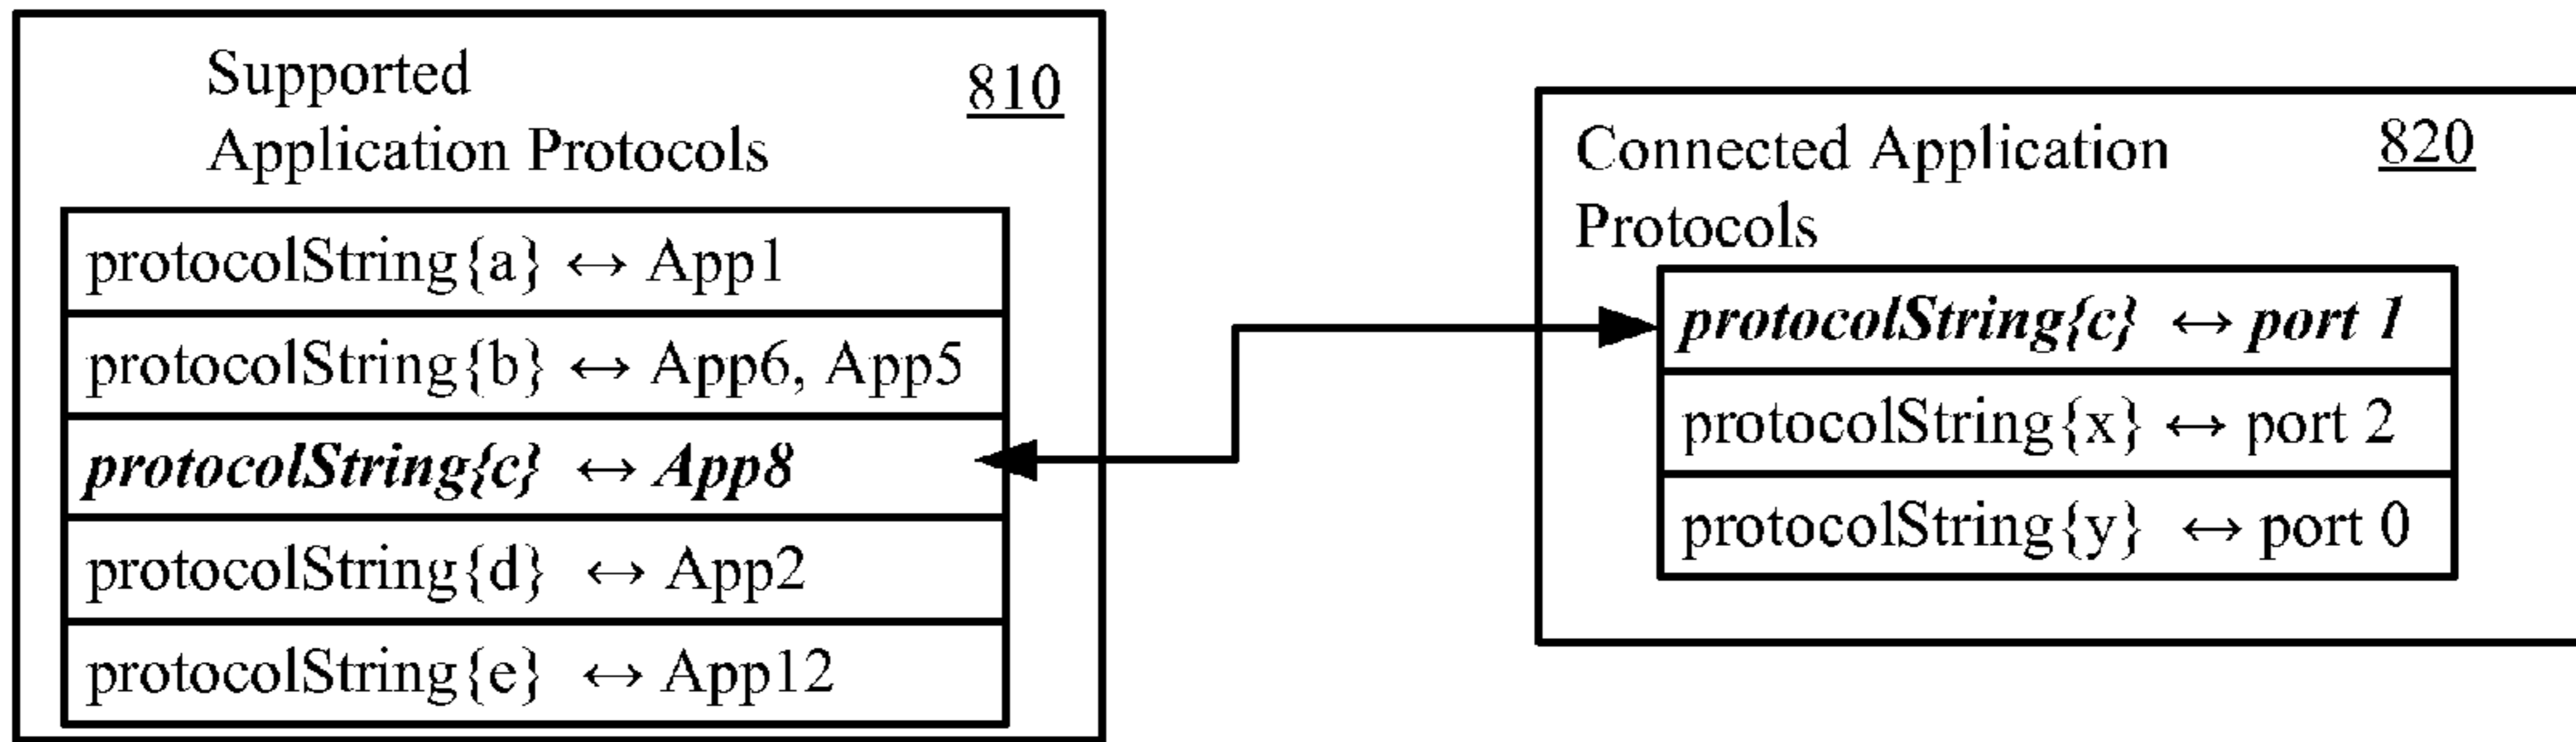 Supported
Application Protocols
810
protocolString{a} ↔ App1
protocolString{b} ↔ App6, App5
protocolString{c} ↔ App8
protocolString{d} ↔ App2
protocolString{e} ↔ App12
Connected Application
Protocols
820
protocolString{c} ↔ port 1
protocolString{x} ↔ port 2
protocolString{y} ↔ port 0